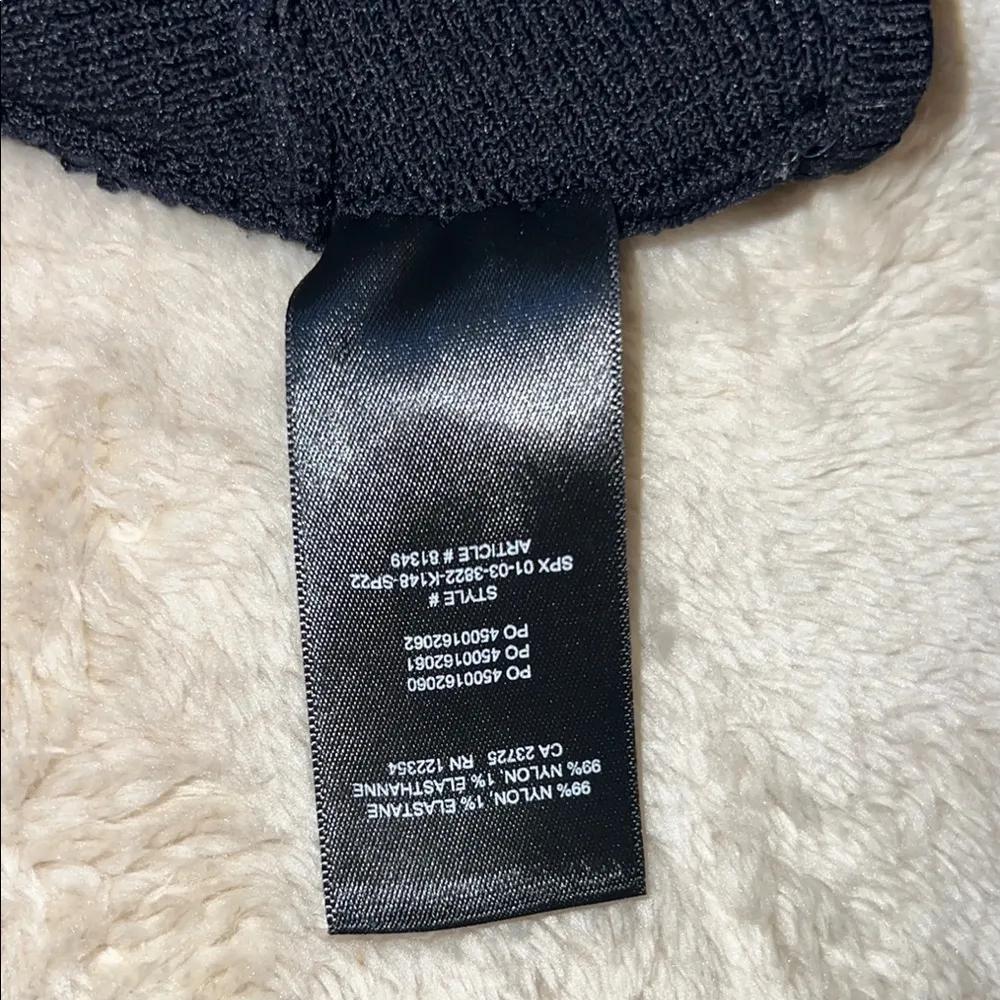 99% NYLON, 1% ELASTANE
99% NYLON, 1% ÉLASTHANNE
CA 23725 RN 122354
PO 4500162060
PO 4500162061
PO 4500162062
STYLE #
SPX 01-03-3822-K148-SP22
ARTICLE # 81349